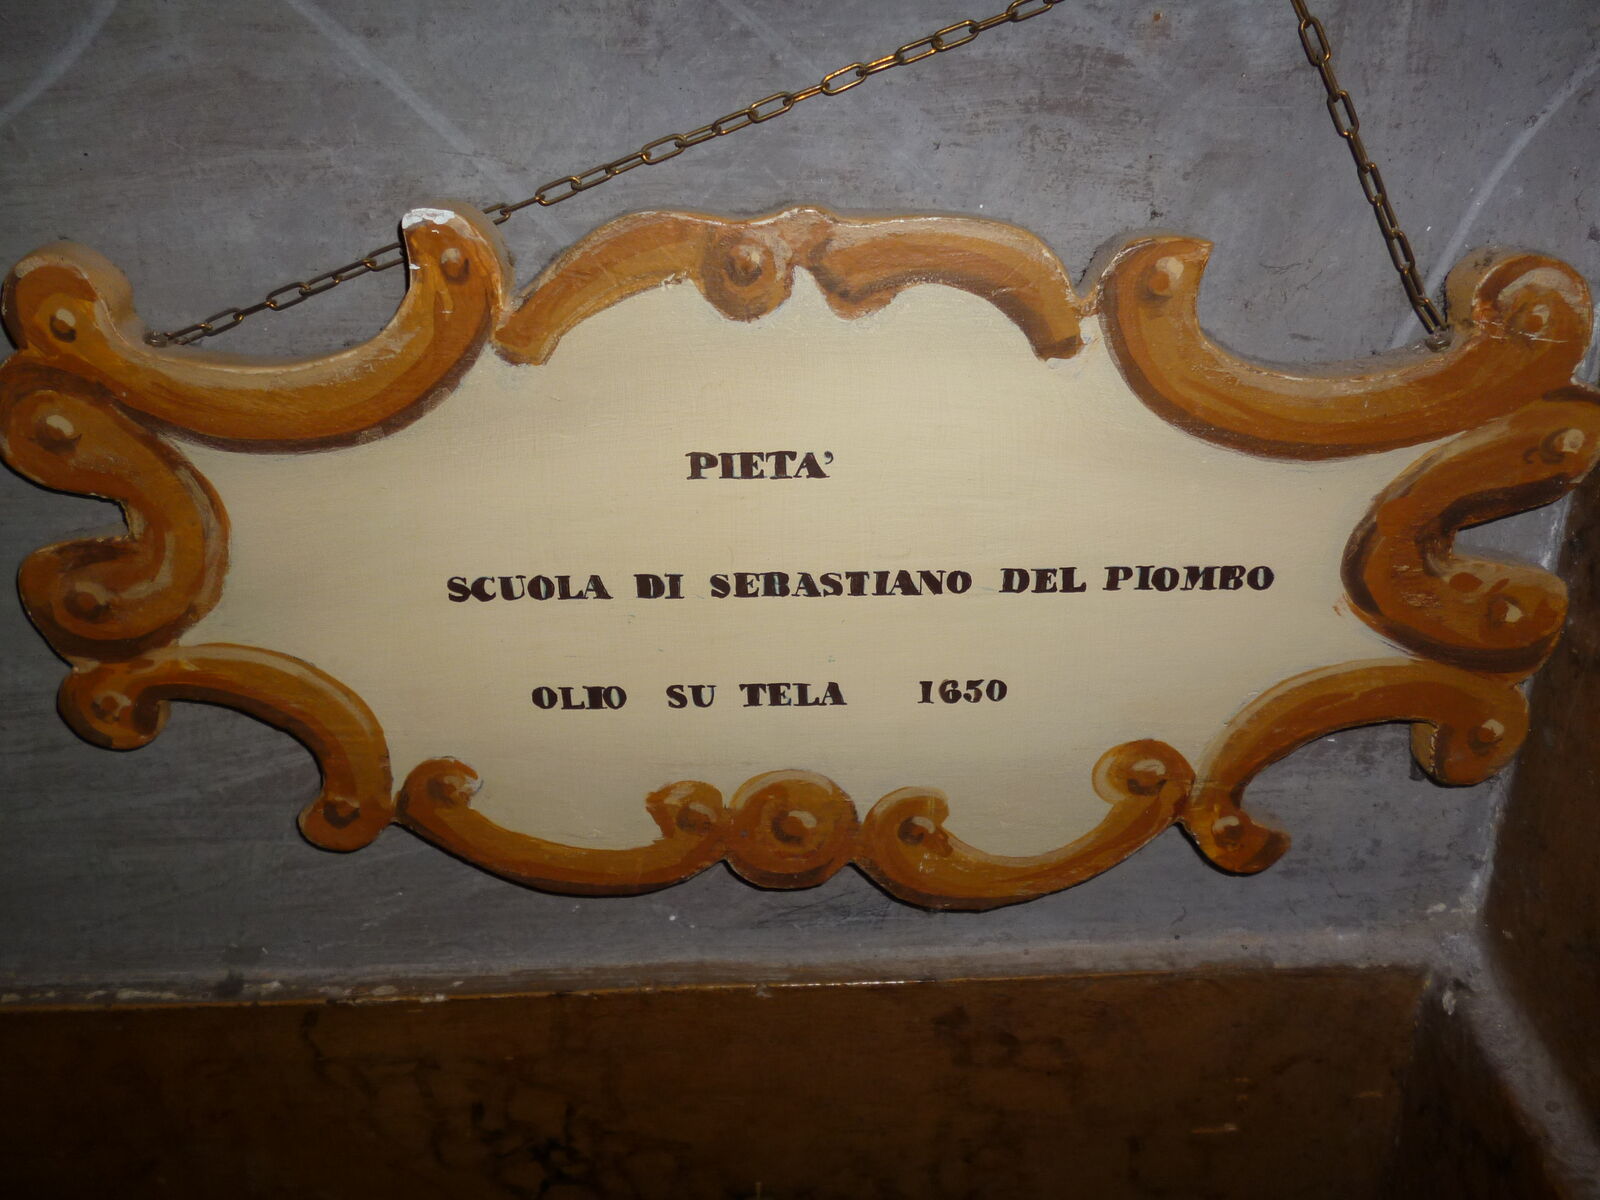 PIETA'
SCUOLA DI SEBASTIANO DEL PIOMBO
OLIO SU TELA 1650